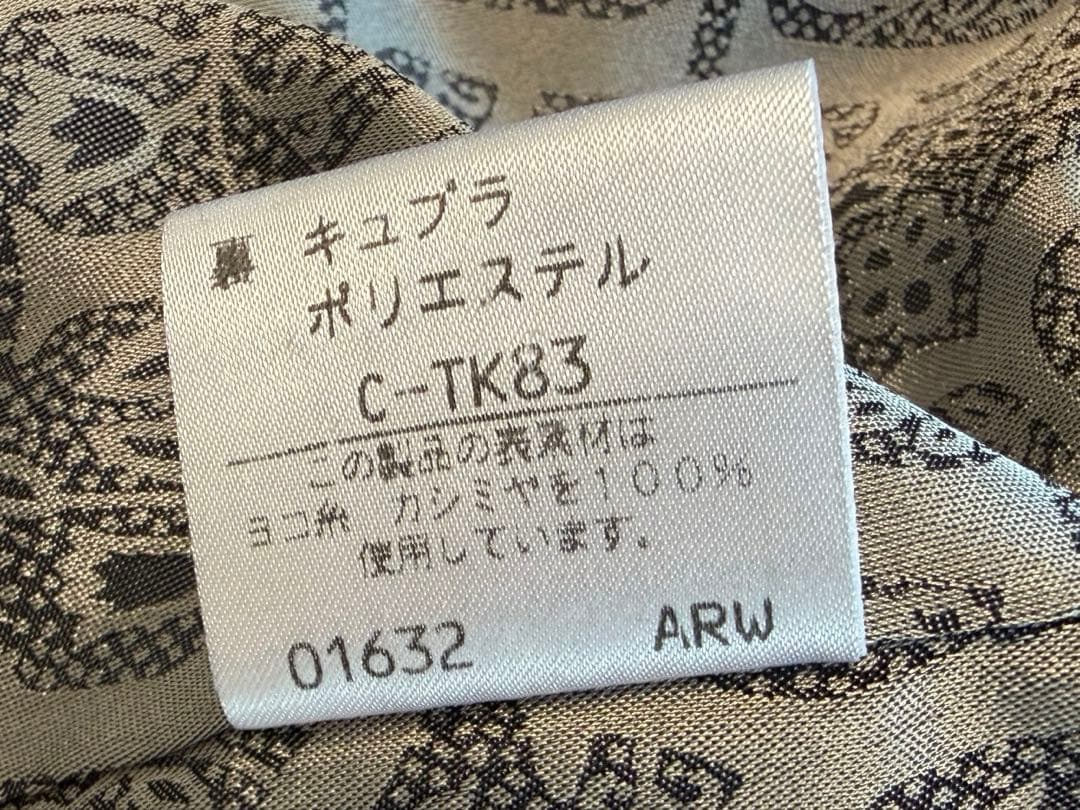 裏 キュプラ
ポリエステル
C-TK83
この製品の表素材は
ヨコ糸 カシミヤを100%
使用しています。
01632 ARW